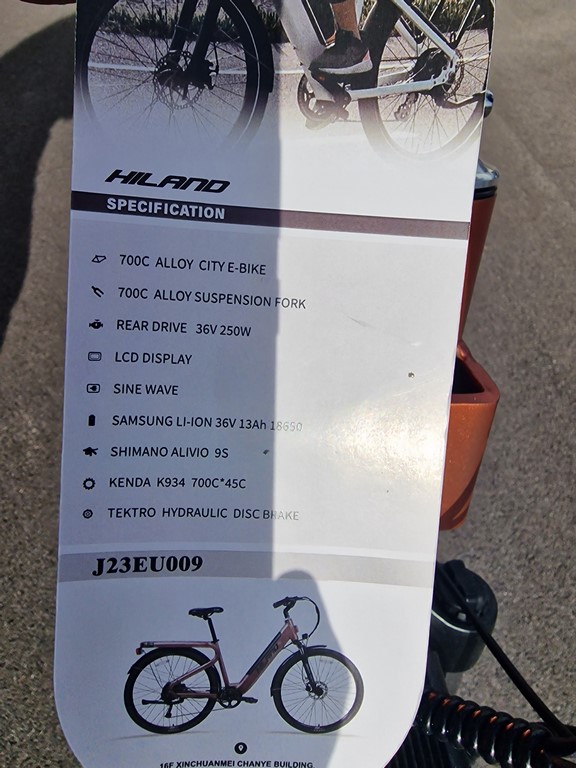 HILAND
SPECIFICATION
700C ALLOY CITY E-BIKE
700C ALLOY SUSPENSION FORK
REAR DRIVE 36V 250W
LCD DISPLAY
SINE WAVE
SAMSUNG LI-ION 36V 13Ah 18650
SHIMANO ALIVIO 9S
KENDA K934 700C*45C
TEKTRO HYDRAULIC DISC BRAKE
J23EU009
16F XINCHUANMEI CHANYE BUILDING